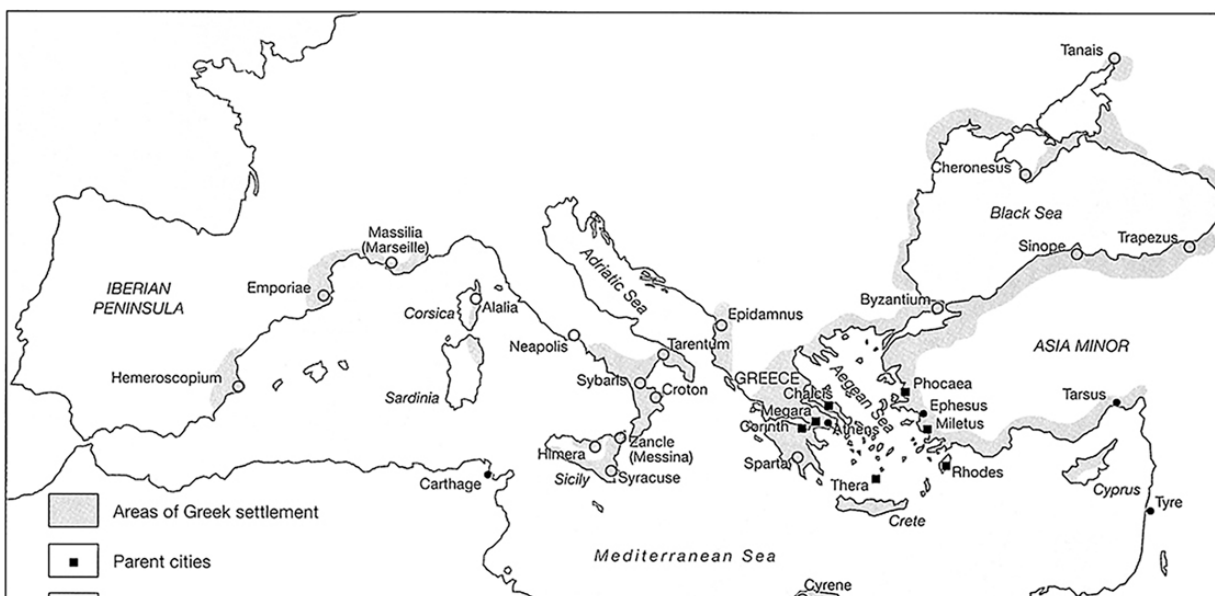 Tanais
Cheronesus
Black Sea
Sinope
Trapezus
Massilia
(Marseille)
IBERIAN
PENINSULA
Emporiae
Corsica
Alalia
Adriatic Sea
Byzantium
Epidamnus
Neapolis
Tarentum
ASIA MINOR
Hemeroscopium
Sardinia
Sybaris
Croton
GREECE
Aegean Sea
Phocaea
Chalcis
Ephesus
Tarsus
Megara
Athens
Miletus
Corinth
Himera
Zancle
(Messina)
Sparta
Rhodes
Carthage
Sicily
Syracuse
Thera
Cyprus
Tyre
Crete
Areas of Greek settlement
Mediterranean Sea
Parent cities
Cyrene